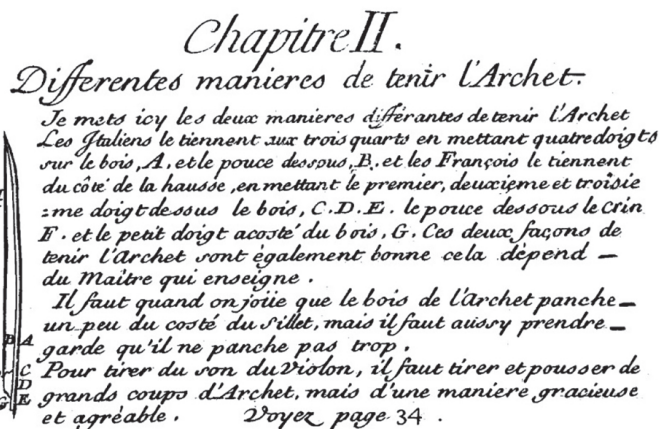 Chapitre II.
Differentes manieres de tenir l'Archet.
Je mets icy les deux manieres différantes de tenir l'Archet
Les Italiens le tiennent aux trois quarts en mettant quatre doigts
sur le bois, A. et le pouce dessous, B. et les François le tiennent
du côté de la hausse, en mettant le premier, deuxieme et troisie
=me doigt dessus le bois, C. D. E. le pouce dessous le crin
F. et le petit doigt acosté du bois, G. Ces deux façons de
tenir l'Archet sont également bonne cela dépend —
du Maitre qui enseigne.
Il faut quand on joüe que le bois de l'Archet panche —
un peu du costé du Sillet, mais il faut aussy prendre —
garde qu'il ne panche pas trop.
B A
Pour tirer du son du Violon, il faut tirer et pousser de
C
grands coups d'Archet, mais d'une maniere gracieuse
D
E
G
et agréable. Voyez page 34.